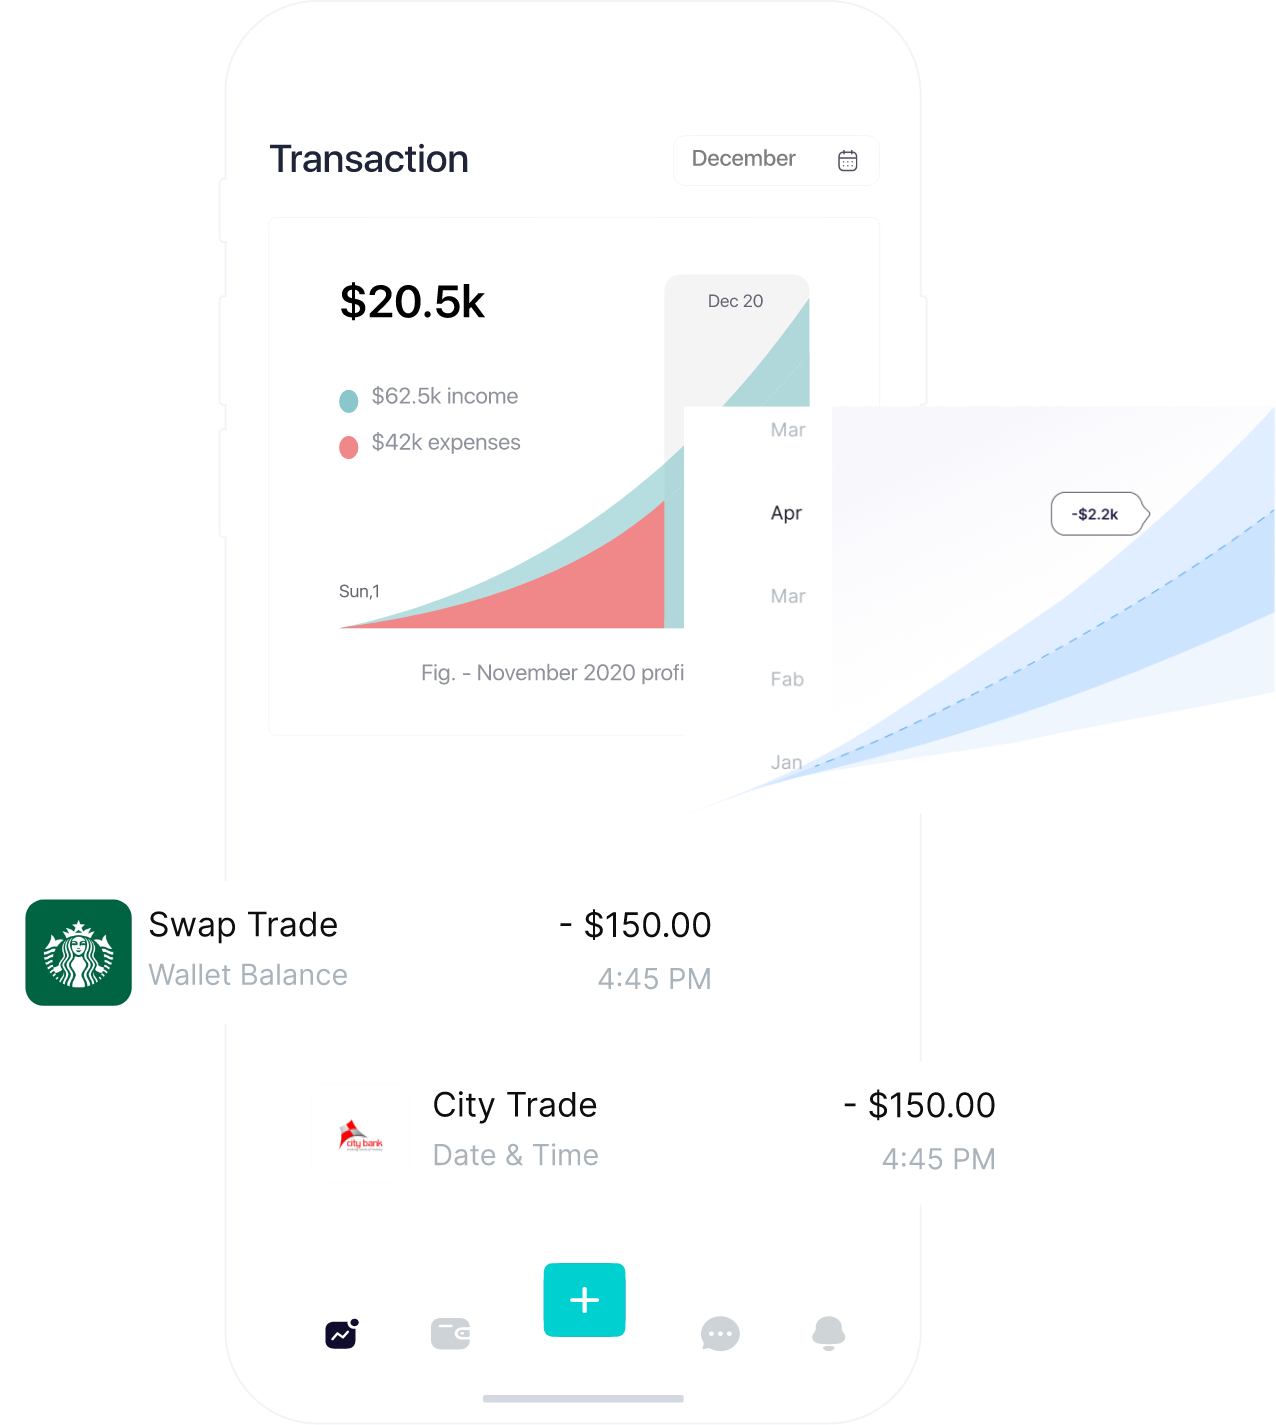 Transaction
December
$20.5k
Dec 20
$62.5k income
$42k expenses
Sun,1
Fig. - November 2020 profi
Mar
Apr
-$2.2k
Mar
Fab
Jan
Swap Trade
- $150.00
Wallet Balance
4:45 PM
city bank
City Trade
- $150.00
Date & Time
4:45 PM